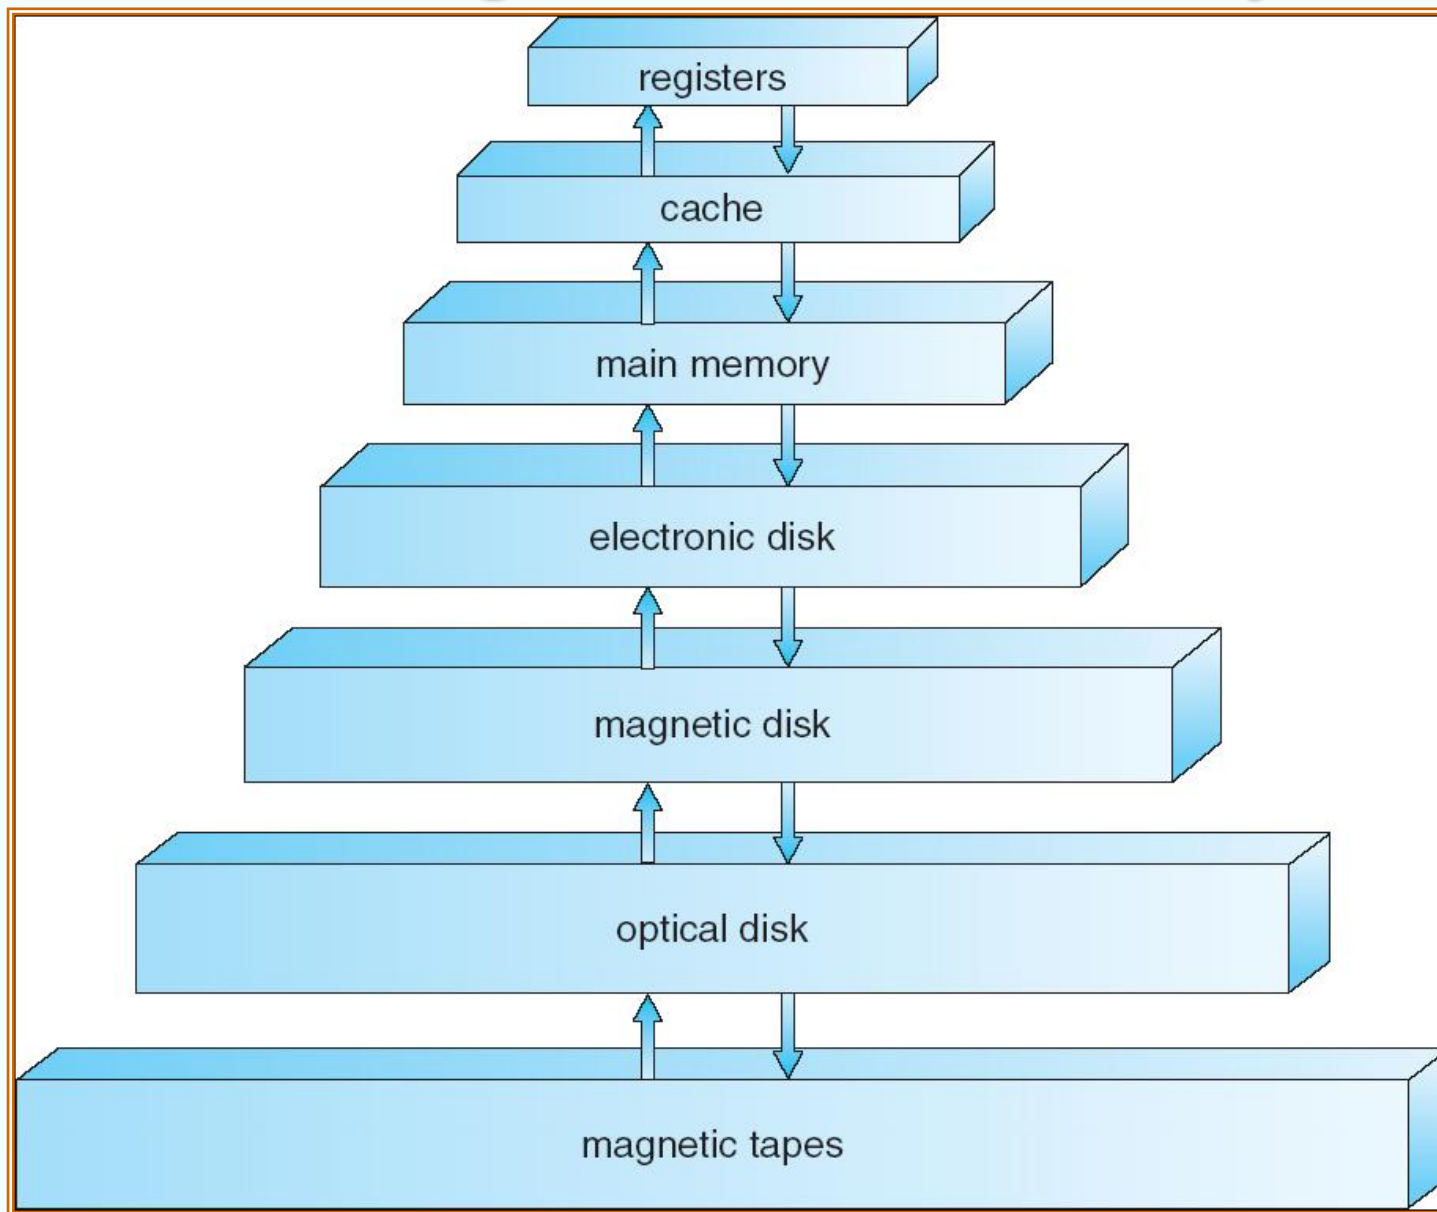 registers
cache
main memory
electronic disk
magnetic disk
optical disk
magnetic tapes